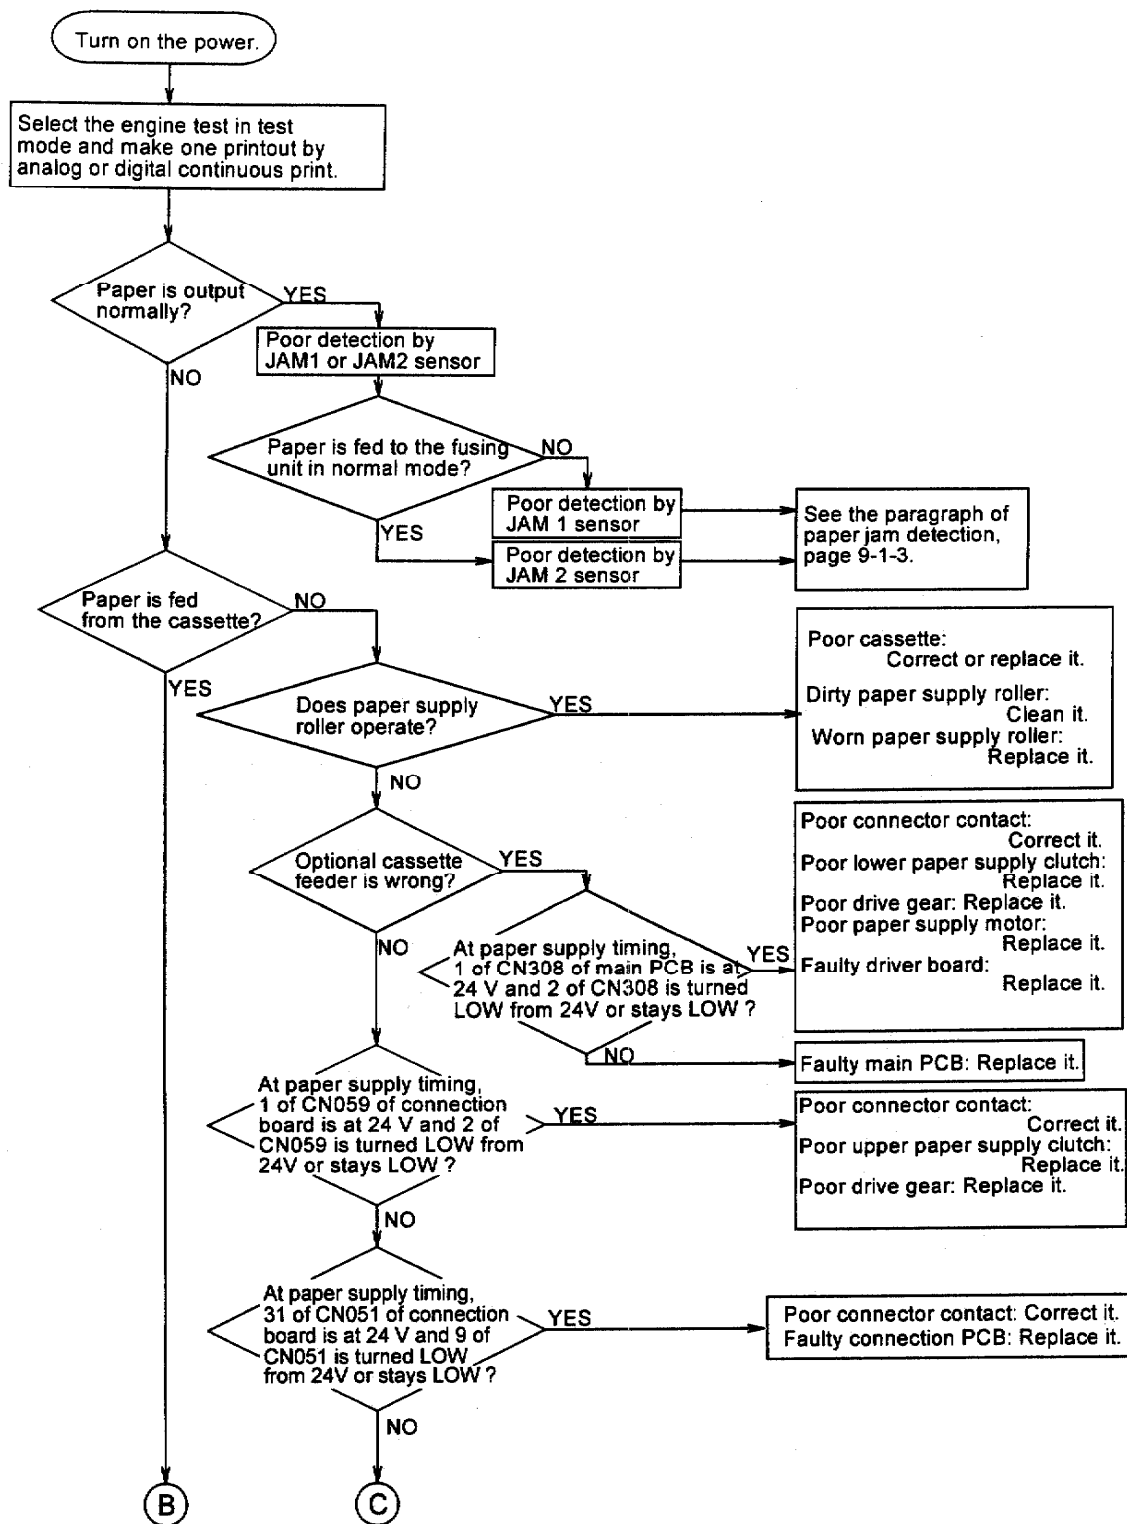 Turn on the power.
Select the engine test in test
mode and make one printout by
analog or digital continuous print.
Paper is output
normally?
YES
NO
Poor detection by
JAM1 or JAM2 sensor
Paper is fed to the fusing
unit in normal mode?
NO
YES
Poor detection by
JAM 1 sensor
Poor detection by
JAM 2 sensor
See the paragraph of
paper jam detection,
page 9-1-3.
Paper is fed
from the cassette?
NO
YES
Does paper supply
roller operate?
YES
NO
Poor cassette:
Correct or replace it.
Dirty paper supply roller:
Clean it.
Worn paper supply roller:
Replace it.
Optional cassette
feeder is wrong?
YES
NO
At paper supply timing,
1 of CN308 of main PCB is at
24 V and 2 of CN308 is turned
LOW from 24V or stays LOW ?
YES
NO
Poor connector contact:
Correct it.
Poor lower paper supply clutch:
Replace it.
Poor drive gear: Replace it.
Poor paper supply motor:
Replace it.
Faulty driver board:
Replace it.
Faulty main PCB: Replace it.
At paper supply timing,
1 of CN059 of connection
board is at 24 V and 2 of
CN059 is turned LOW from
24V or stays LOW ?
YES
NO
Poor connector contact:
Correct it.
Poor upper paper supply clutch:
Replace it.
Poor drive gear: Replace it.
At paper supply timing,
31 of CN051 of connection
board is at 24 V and 9 of
CN051 is turned LOW
from 24V or stays LOW ?
YES
NO
Poor connector contact: Correct it.
Faulty connection PCB: Replace it.
B
C